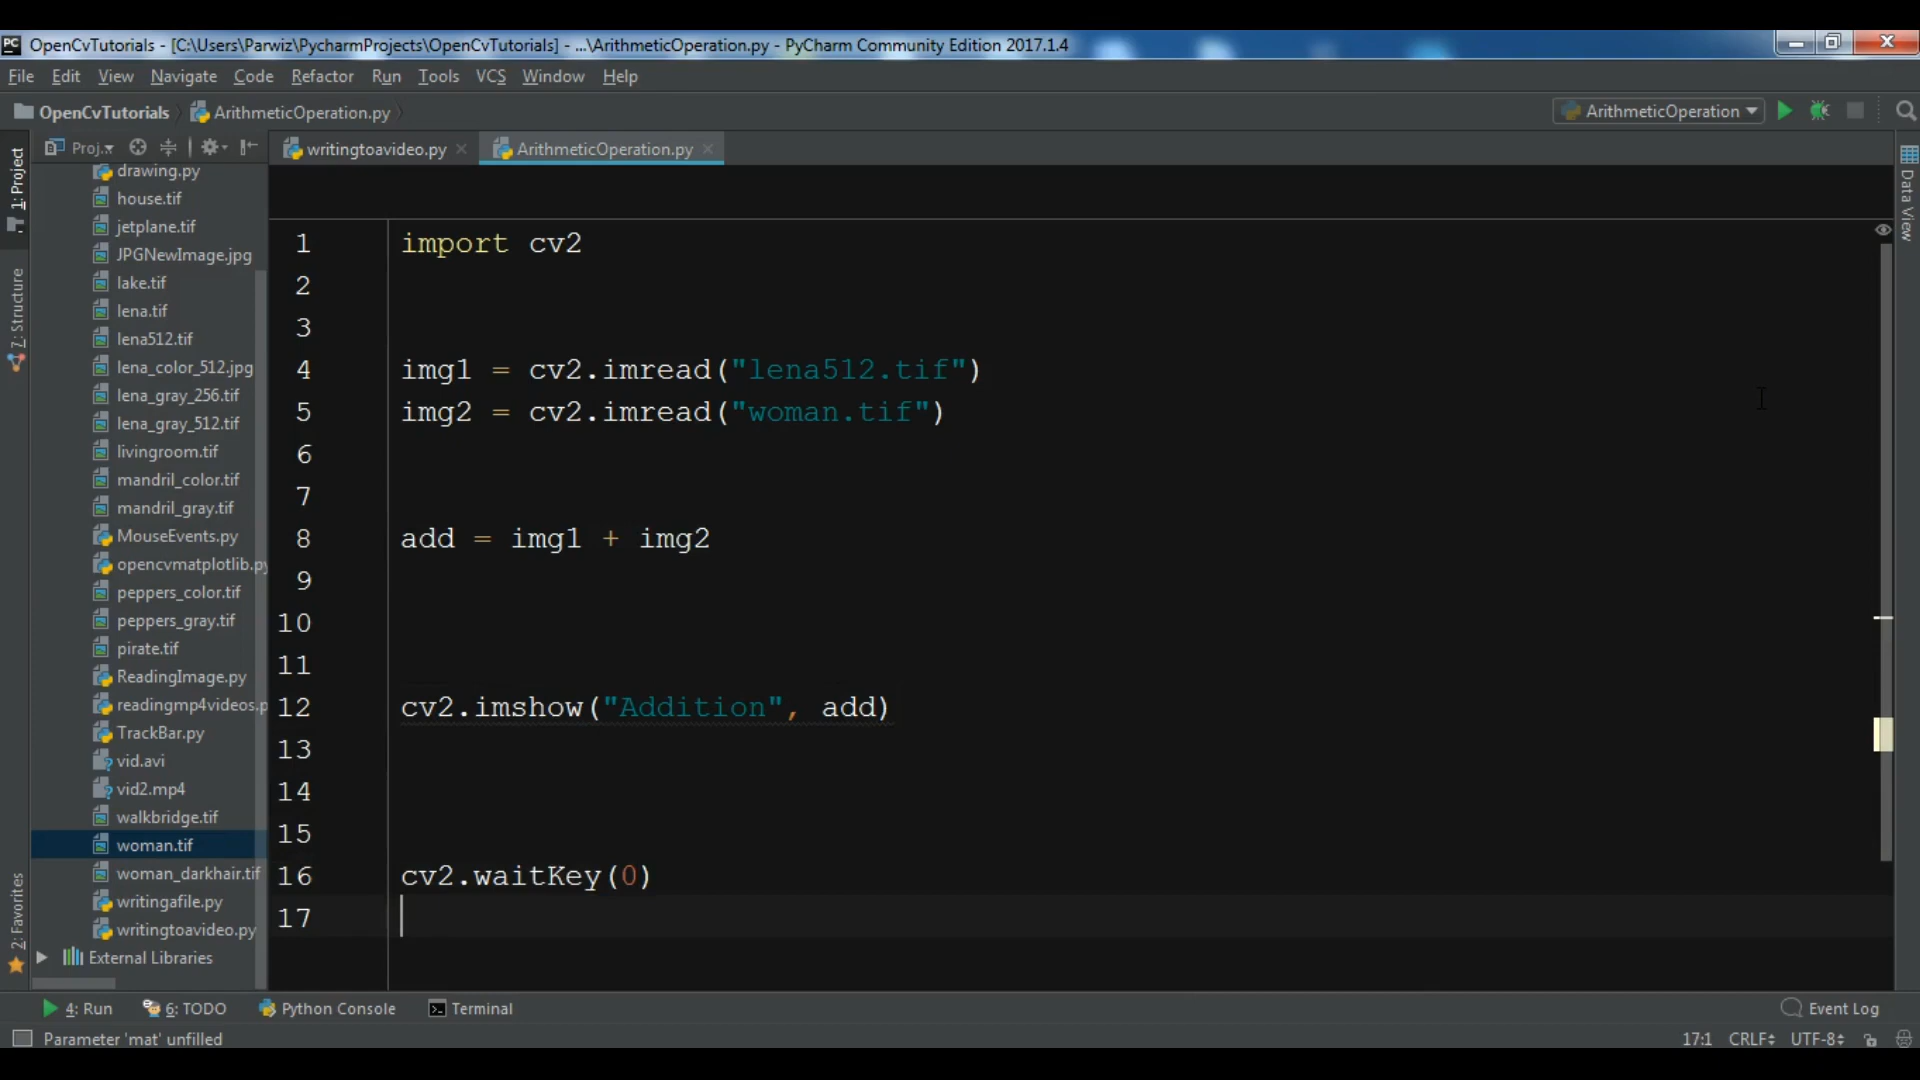 OpenCvTutorials - [C:\Users\Parwiz\PycharmProjects\OpenCvTutorials] - ...\ArithmeticOperation.py - PyCharm Community Edition 2017.1.4
File Edit View Navigate Code Refactor Run Tools VCS Window Help
OpenCvTutorials ArithmeticOperation.py ArithmeticOperation
Proj... writingtoavideo.py ArithmeticOperation.py
1: Project
7: Structure
2: Favorites
Data View
drawing.py
house.tif
jetplane.tif
JPGNewImage.jpg
lake.tif
lena.tif
lena512.tif
lena_color_512.jpg
lena_gray_256.tif
lena_gray_512.tif
livingroom.tif
mandril_color.tif
mandril_gray.tif
MouseEvents.py
opencvmatplotlib.py
peppers_color.tif
peppers_gray.tif
pirate.tif
ReadingImage.py
readingmp4videos.p
TrackBar.py
vid.avi
vid2.mp4
walkbridge.tif
woman.tif
woman_darkhair.tif
writingafile.py
writingtoavideo.py
External Libraries
1 import cv2
2
3
4 img1 = cv2.imread("lena512.tif")
5 img2 = cv2.imread("woman.tif")
6
7
8 add = img1 + img2
9
10
11
12 cv2.imshow("Addition", add)
13
14
15
16 cv2.waitKey(0)
17
4: Run 6: TODO Python Console Terminal Event Log
Parameter 'mat' unfilled 17:1 CRLF UTF-8